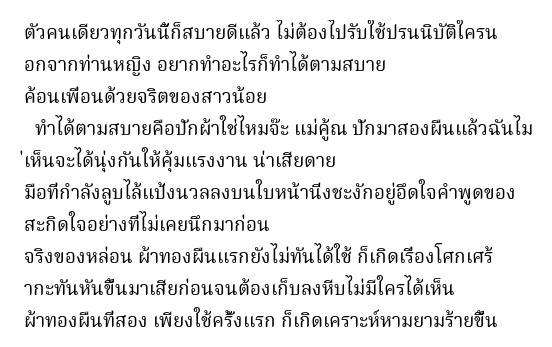 ตัวคนเดียวทุกวันนี้ก็สบายดีแล้ว ไม่ต้องไปรับใช้ปรนนิบัติใครน
อกจากท่านหญิง อยากทำอะไรก็ทำได้ตามสบาย
ค้อนเพื่อนด้วยจริตของสาวน้อย
ทำได้ตามสบายคือปักผ้าใช่ไหมจ๊ะ แม่คู้ณ ปักมาสองผืนแล้วฉันไม
่เห็นจะได้นุ่งกันให้คุ้มแรงงาน น่าเสียดาย
มือที่กำลังลูบไล้แป้งนวลลงบนใบหน้านิ่งชะงักอยู่อึดใจคำพูดของ
สะกิดใจอย่างที่ไม่เคยนึกมาก่อน
จริงของหล่อน ผ้าทองผืนแรกยังไม่ทันได้ใช้ ก็เกิดเรื่องโศกเศร้
ากะทันหันขึ้นมาเสียก่อนจนต้องเก็บลงหีบไม่มีใครได้เห็น
ผ้าทองผืนที่สอง เพียงใช้ครั้งแรก ก็เกิดเคราะห์หามยามร้ายขึ้น